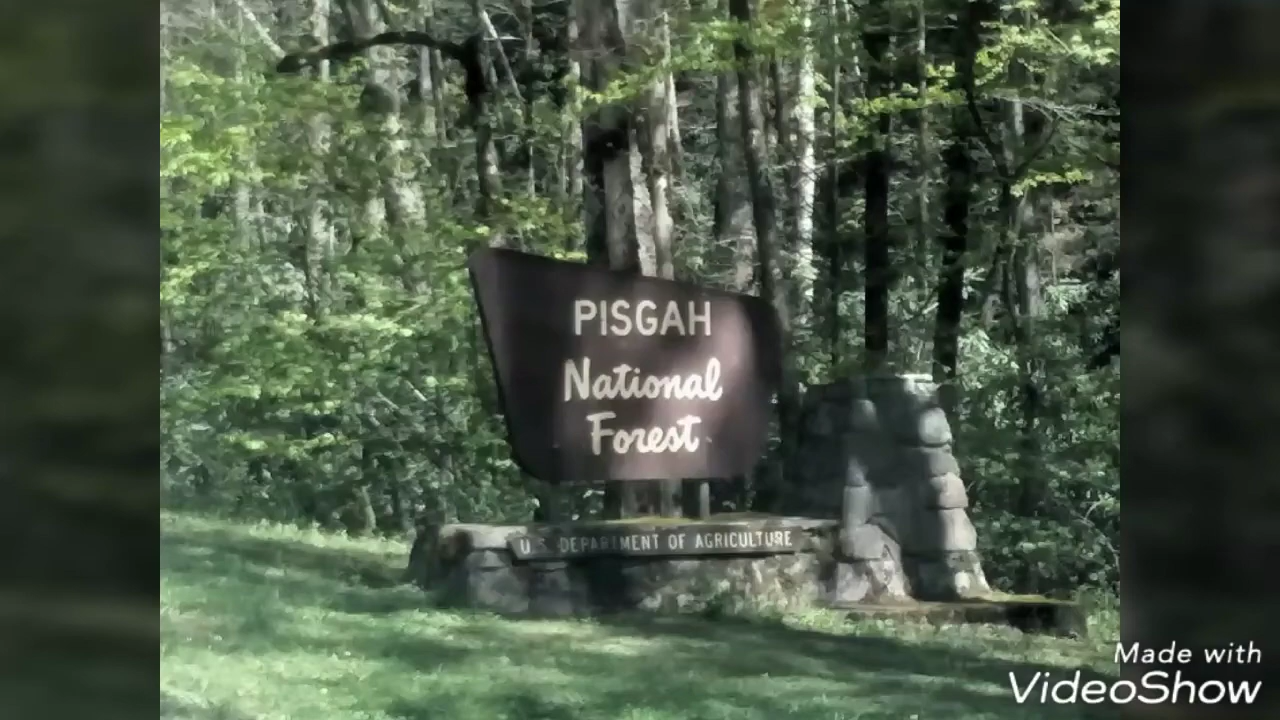 PISGAH
National
Forest
U.S. DEPARTMENT OF AGRICULTURE
Made with
VideoShow